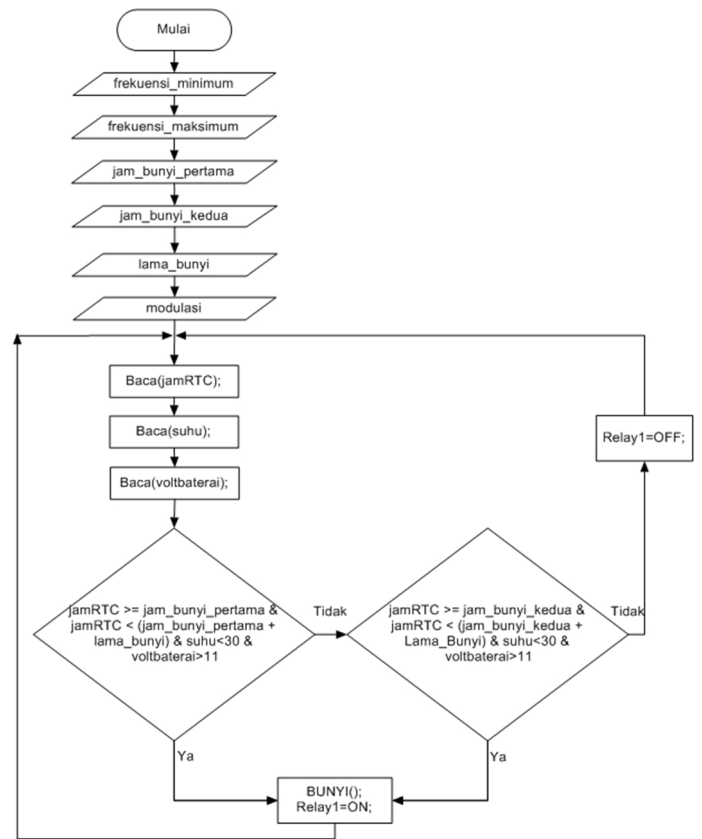 Mulai
frekuensi_minimum
frekuensi_maksimum
jam_bunyi_pertama
jam_bunyi_kedua
lama_bunyi
modulasi
Baca(jamRTC);
Baca(suhu);
Baca(voltbaterai);
Relay1=OFF;
jamRTC >= jam_bunyi_pertama &
jamRTC < (jam_bunyi_pertama +
lama_bunyi) & suhu<30 &
voltbaterai>11
Tidak
jamRTC >= jam_bunyi_kedua &
jamRTC < (jam_bunyi_kedua +
Lama_Bunyi) & suhu<30 &
voltbaterai>11
Tidak
Ya
Ya
BUNYI();
Relay1=ON;